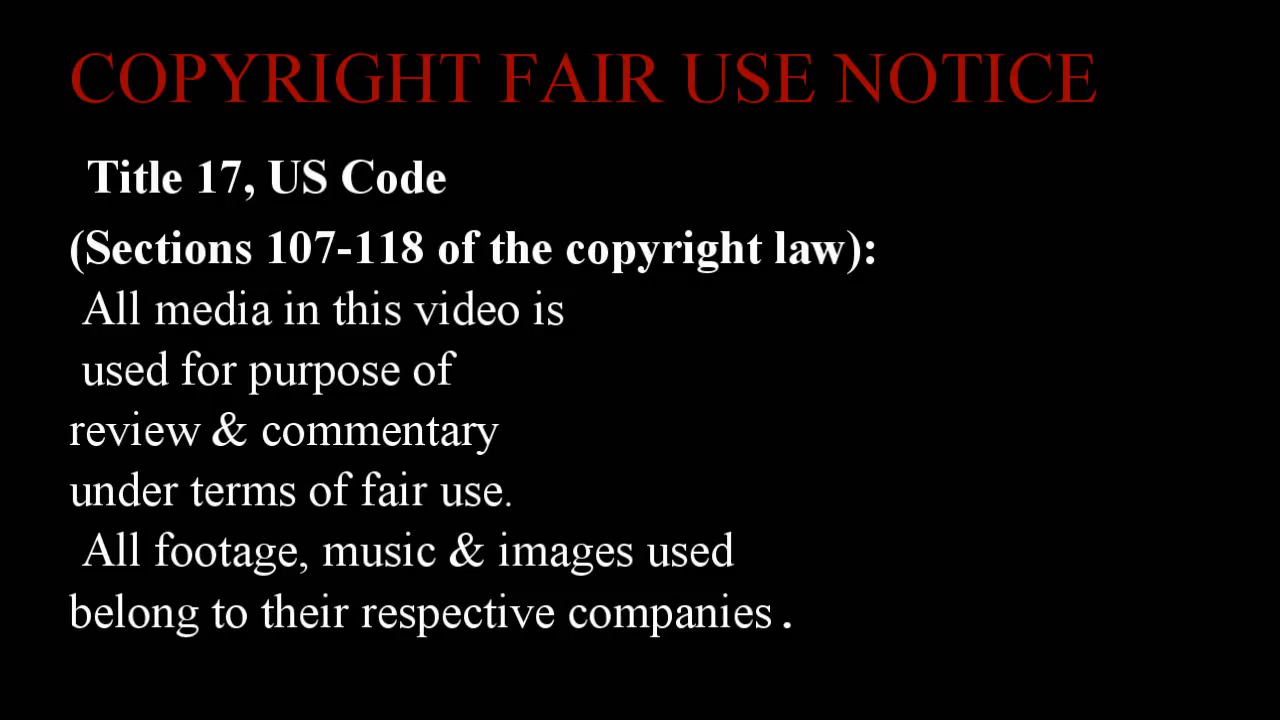 COPYRIGHT FAIR USE NOTICE
Title 17, US Code
(Sections 107-118 of the copyright law):
All media in this video is
used for purpose of
review & commentary
under terms of fair use.
All footage, music & images used
belong to their respective companies .